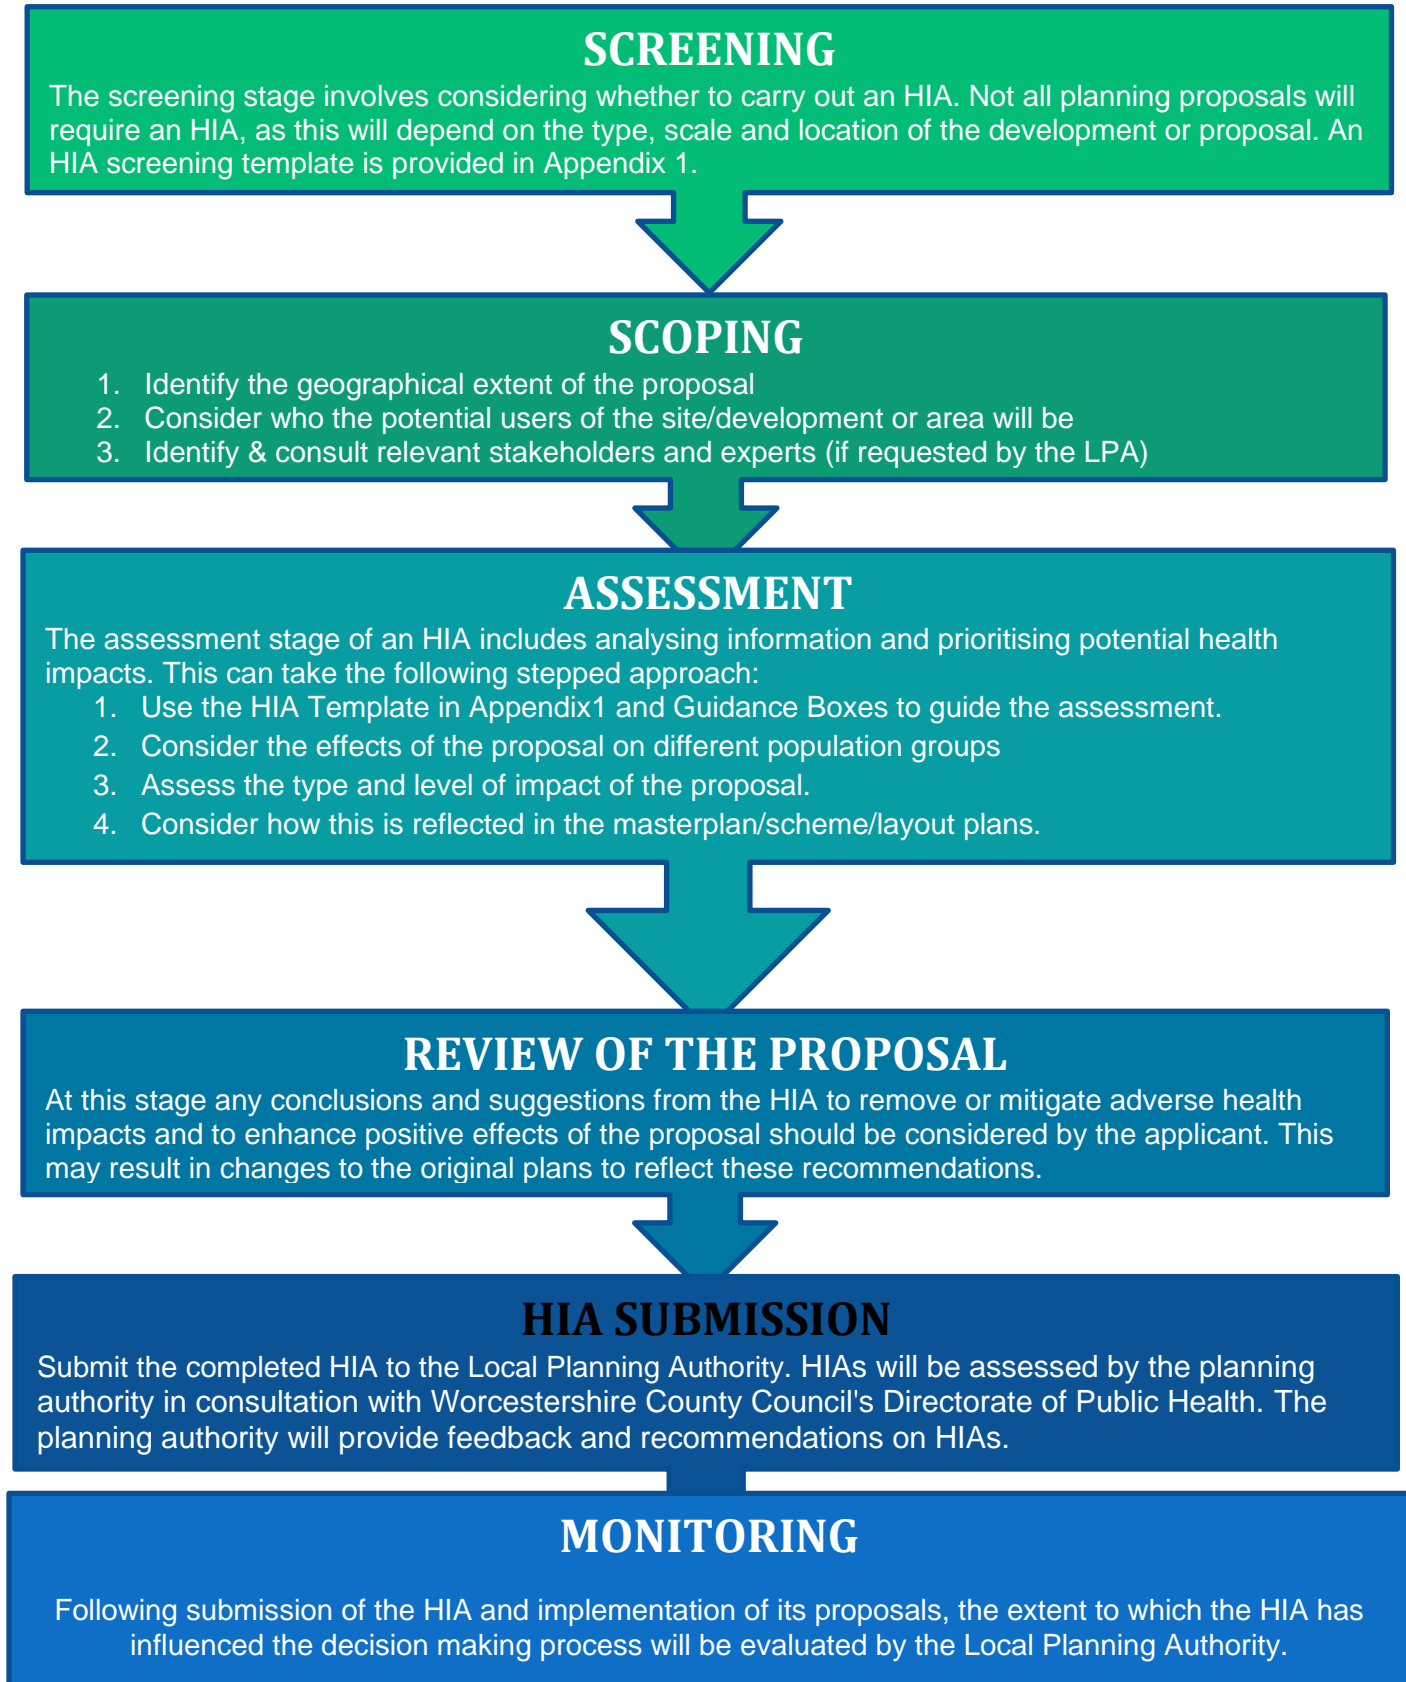 SCREENING
The screening stage involves considering whether to carry out an HIA. Not all planning proposals will
require an HIA, as this will depend on the type, scale and location of the development or proposal. An
HIA screening template is provided in Appendix 1.
SCOPING
1. Identify the geographical extent of the proposal
2. Consider who the potential users of the site/development or area will be
3. Identify & consult relevant stakeholders and experts (if requested by the LPA)
ASSESSMENT
The assessment stage of an HIA includes analysing information and prioritising potential health
impacts. This can take the following stepped approach:
1. Use the HIA Template in Appendix1 and Guidance Boxes to guide the assessment.
2. Consider the effects of the proposal on different population groups
3. Assess the type and level of impact of the proposal.
4. Consider how this is reflected in the masterplan/scheme/layout plans.
REVIEW OF THE PROPOSAL
At this stage any conclusions and suggestions from the HIA to remove or mitigate adverse health
impacts and to enhance positive effects of the proposal should be considered by the applicant. This
may result in changes to the original plans to reflect these recommendations.
HIA SUBMISSION
Submit the completed HIA to the Local Planning Authority. HIAs will be assessed by the planning
authority in consultation with Worcestershire County Council's Directorate of Public Health. The
planning authority will provide feedback and recommendations on HIAs.
MONITORING
Following submission of the HIA and implementation of its proposals, the extent to which the HIA has
influenced the decision making process will be evaluated by the Local Planning Authority.